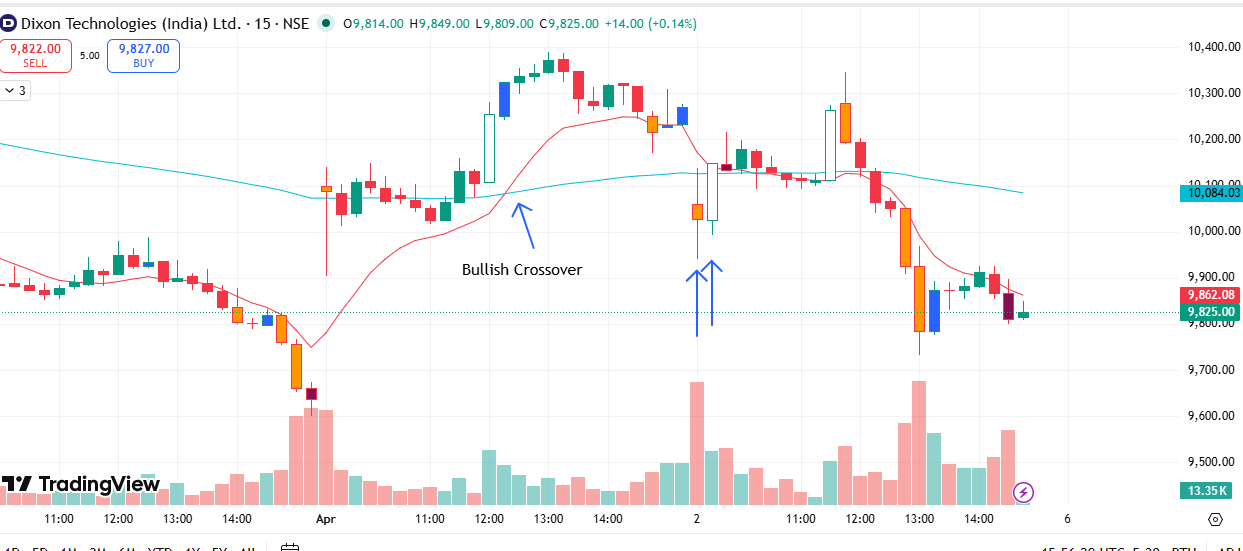 Dixon Technologies (India) Ltd. · 15 · NSE O9,814.00 H9,849.00 L9,809.00 C9,825.00 +14.00 (+0.14%)
9,822.00 5.00 9,827.00
SELL BUY
3
10,400.00
10,300.00
10,200.00
10,100.00
10,084.03
10,000.00
Bullish Crossover
9,900.00
9,862.08
9,825.00
9,800.00
9,700.00
9,600.00
9,500.00
TradingView
13.35 K
11:00 12:00 13:00 14:00 Apr 11:00 12:00 13:00 14:00 2 11:00 12:00 13:00 14:00 6